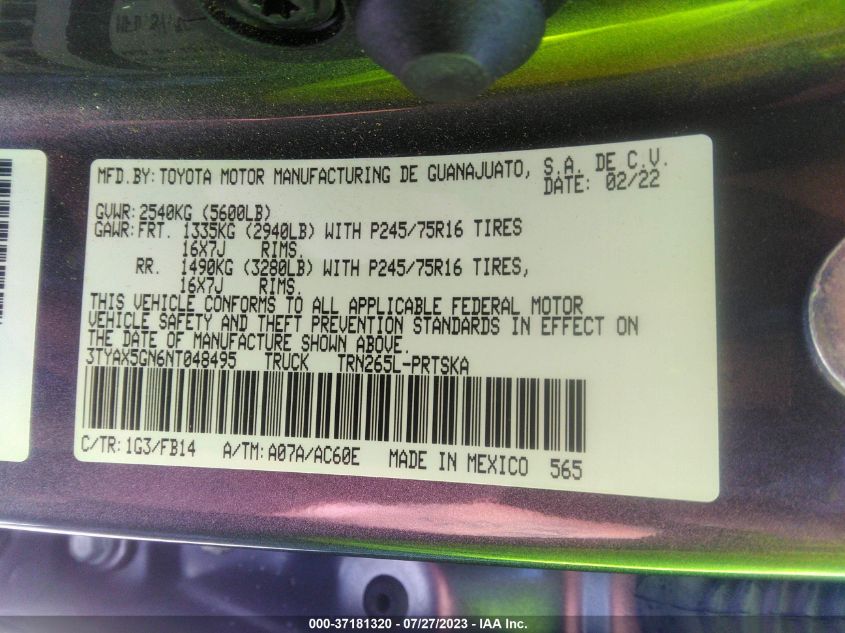 MFD.BY:TOYOTA MOTOR MANUFACTURING DE GUANAJUATO, S.A. DE C.V.
DATE: 02/22
GVWR:2540KG (5600LB)
GAWR:FRT. 1335KG (2940LB) WITH P245/75R16 TIRES
16X7J RIMS.
RR. 1490KG (3280LB) WITH P245/75R16 TIRES,
16X7J RIMS.
THIS VEHICLE CONFORMS TO ALL APPLICABLE FEDERAL MOTOR
VEHICLE SAFETY AND THEFT PREVENTION STANDARDS IN EFFECT ON
THE DATE OF MANUFACTURE SHOWN ABOVE.
3TYAX5GN6NT048495 TRUCK TRN265L-PRTSKA
C/TR:1G3/FB14 A/TM:A07A/AC60E MADE IN MEXICO 565
000-37181320 / 07/27/2023 - IAA Inc.